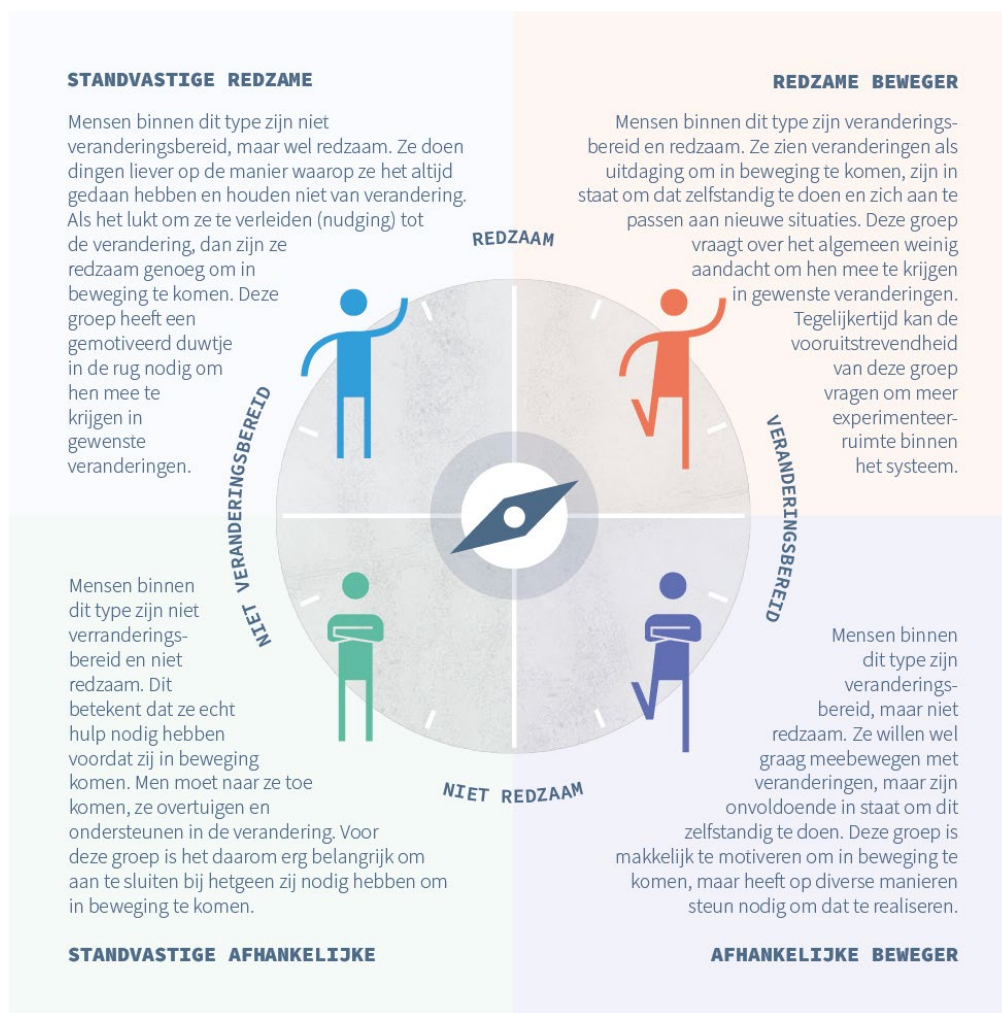 STANDVASTIGE REDZAME
Mensen binnen dit type zijn niet
veranderingsbereid, maar wel redzaam. Ze doen
dingen liever op de manier waarop ze het altijd
gedaan hebben en houden niet van verandering.
Als het lukt om ze te verleiden (nudging) tot
de verandering, dan zijn ze
redzaam genoeg om in
beweging te komen. Deze
groep heeft een
gemotiveerd duwtje
in de rug nodig om
hen mee te
krijgen in
gewenste
veranderingen.
REDZAME BEWEGER
Mensen binnen dit type zijn veranderings-
bereid en redzaam. Ze zien veranderingen als
uitdaging om in beweging te komen, zijn in
staat om dat zelfstandig te doen en zich aan te
passen aan nieuwe situaties. Deze groep
vraagt over het algemeen weinig
aandacht om hen mee te krijgen
in gewenste veranderingen.
Tegelijkertijd kan de
vooruitstrevendheid
van deze groep
vragen om meer
experimenteer-
ruimte binnen
het systeem.
REDZAAM
NIET VERANDERINGSBEREID
VERANDERINGSBEREID
NIET REDZAAM
Mensen binnen
dit type zijn niet
verranderings-
bereid en niet
redzaam. Dit
betekent dat ze echt
hulp nodig hebben
voordat zij in beweging
komen. Men moet naar ze toe
komen, ze overtuigen en
ondersteunen in de verandering. Voor
deze groep is het daarom erg belangrijk om
aan te sluiten bij hetgeen zij nodig hebben om
in beweging te komen.
STANDVASTIGE AFHANKELIJKE
Mensen binnen
dit type zijn
veranderings-
bereid, maar niet
redzaam. Ze willen wel
graag meebewegen met
veranderingen, maar zijn
onvoldoende in staat om dit
zelfstandig te doen. Deze groep is
makkelijk te motiveren om in beweging te
komen, maar heeft op diverse manieren
steun nodig om dat te realiseren.
AFHANKELIJKE BEWEGER